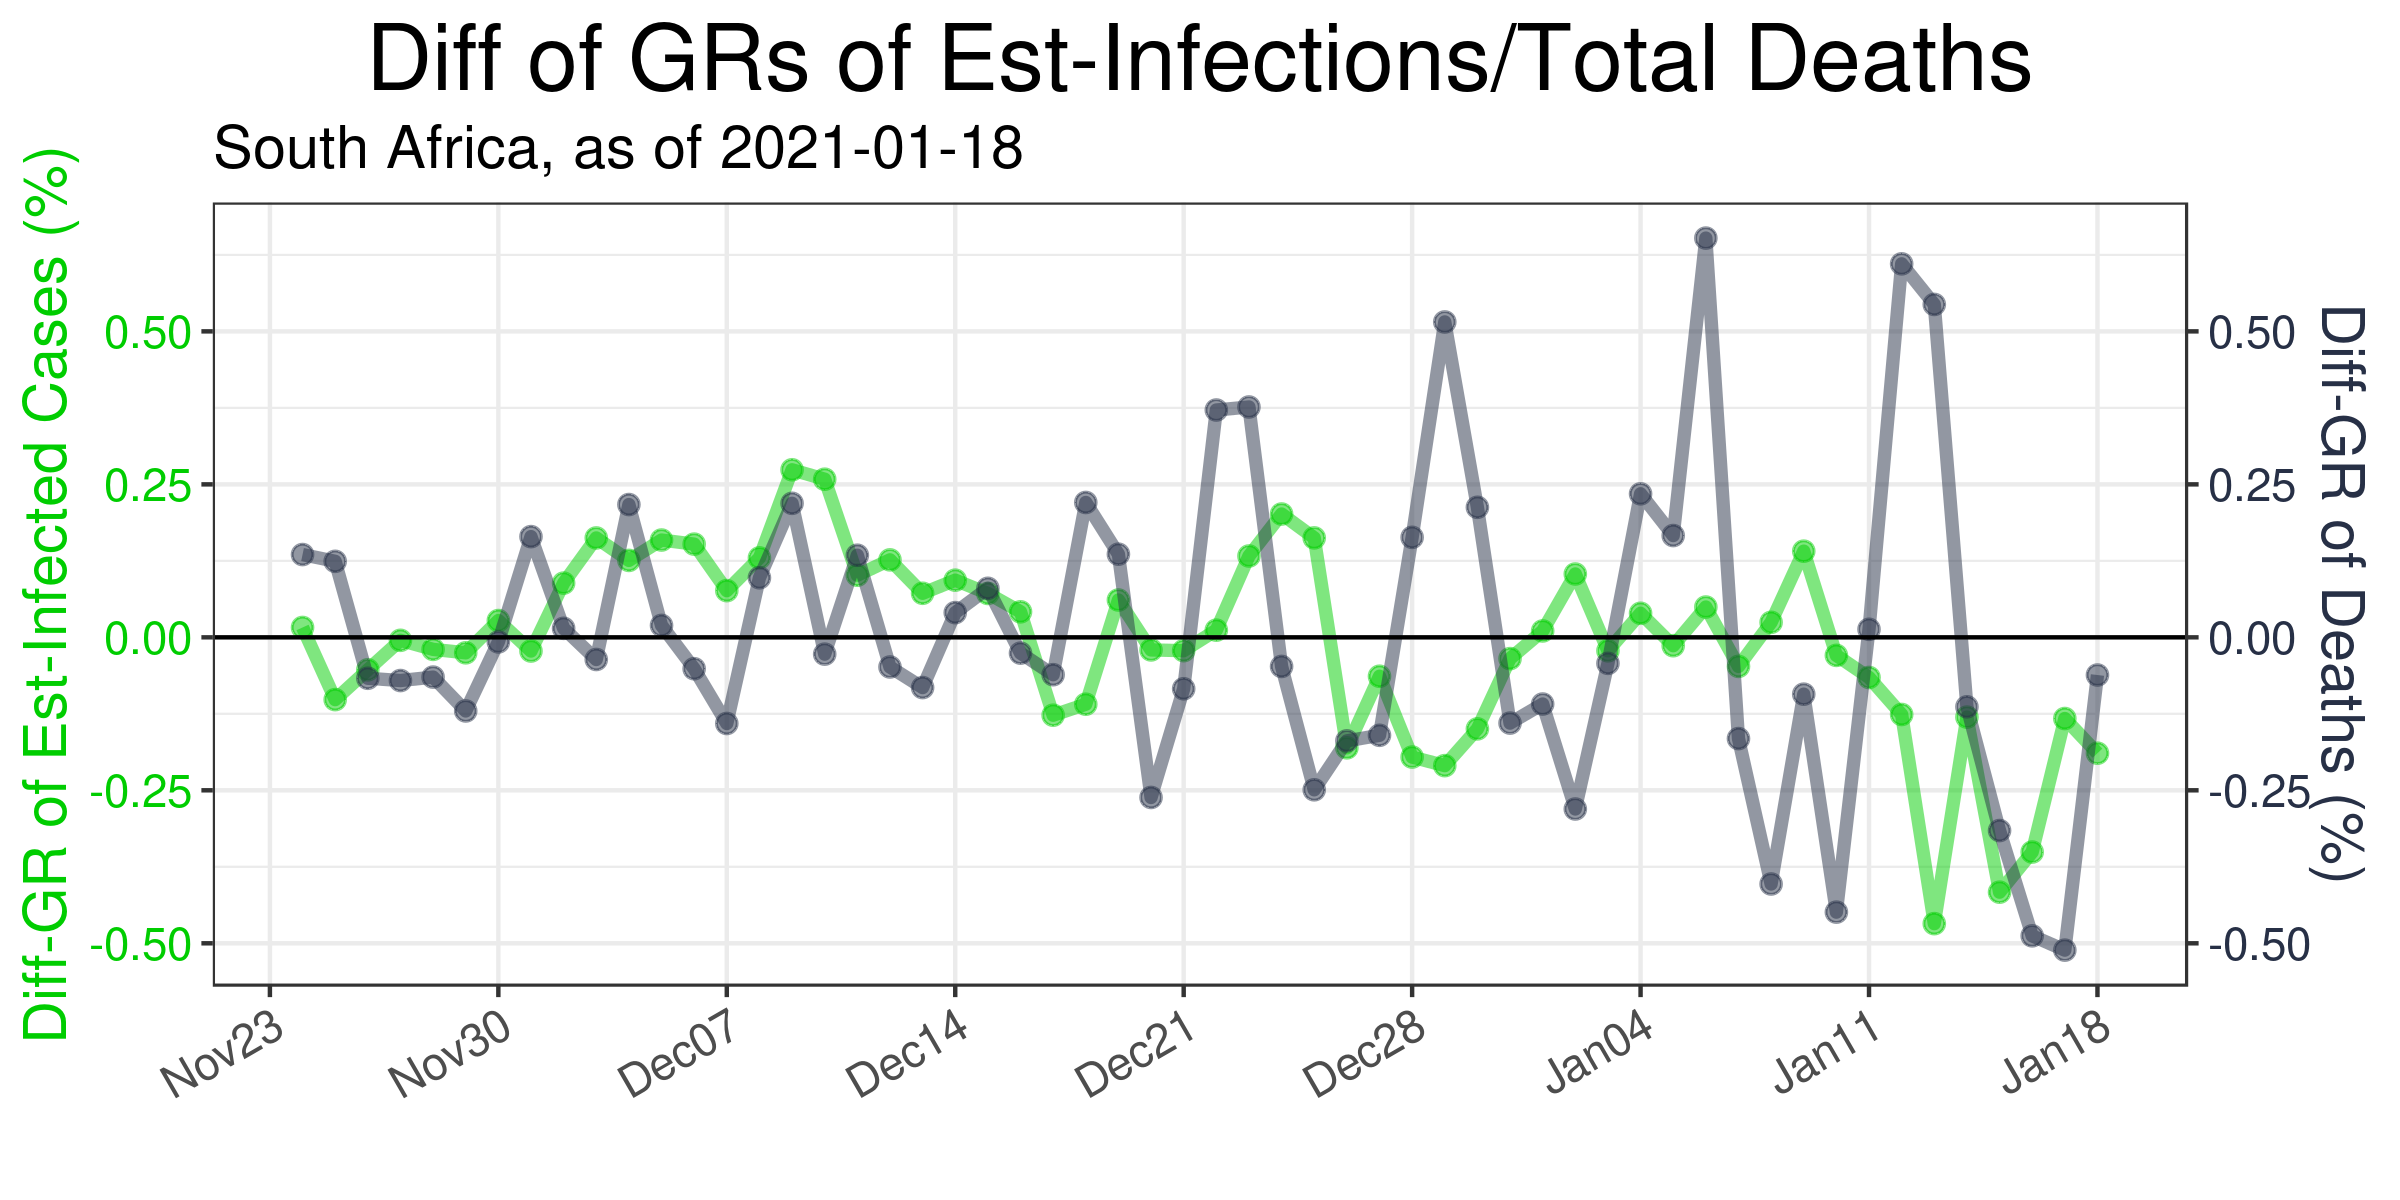 Diff of GRs of Est-Infections/Total Deaths
South Africa, as of 2021-01-18
Diff-GR of Est-Infected Cases (%)
0.50
0.25
0.00
-0.25
-0.50
0.50
0.25
0.00
-0.25
-0.50
Diff-GR of Deaths (%)
Nov23 Nov30 Dec07 Dec14 Dec21 Dec28 Jan04 Jan11 Jan18